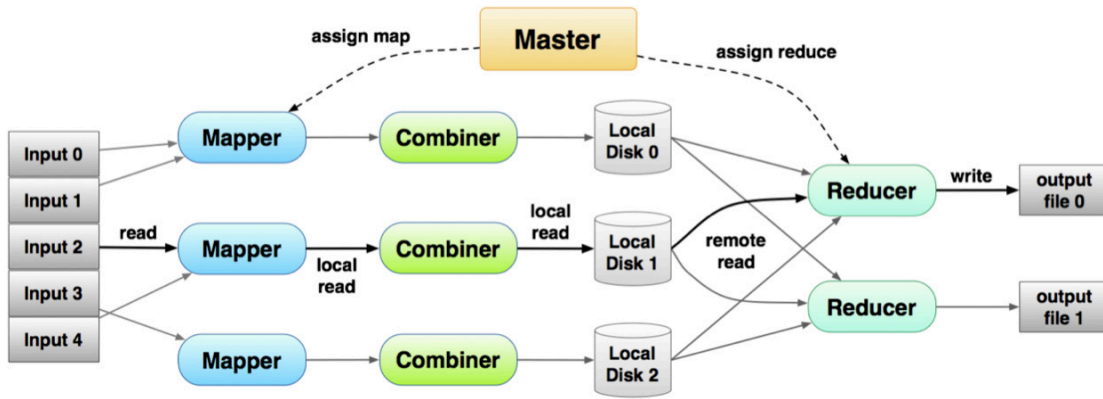 Master
assign map
assign reduce
Mapper
Combiner
Local
Disk 0
Input 0
Input 1
Input 2
Input 3
Input 4
read
Mapper
local
read
Combiner
local
read
Local
Disk 1
remote
read
Reducer
write
output
file 0
Reducer
output
file 1
Mapper
Combiner
Local
Disk 2